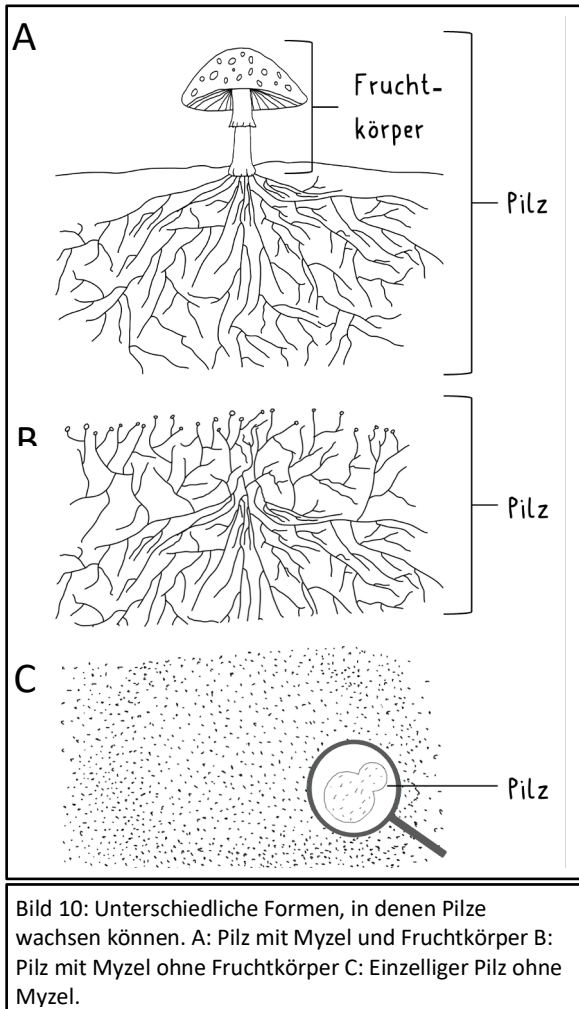 A
Frucht-
körper
Pilz
B
Pilz
C
Pilz
Bild 10: Unterschiedliche Formen, in denen Pilze
wachsen können. A: Pilz mit Myzel und Fruchtkörper B:
Pilz mit Myzel ohne Fruchtkörper C: Einzelliger Pilz ohne
Myzel.